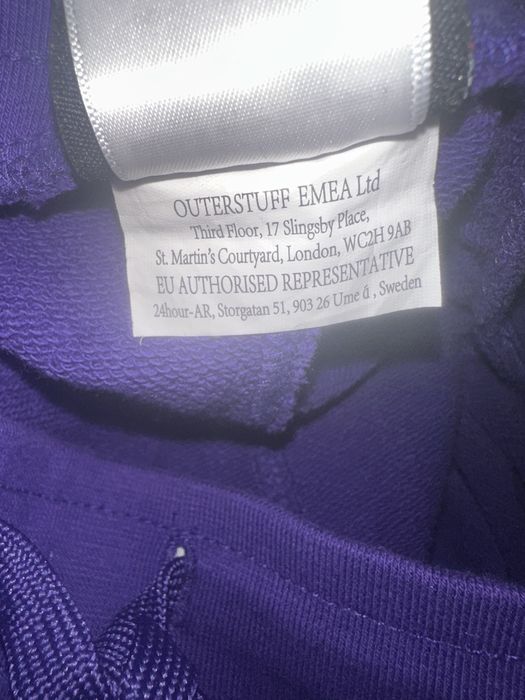 OUTERSTUFF EMEA Ltd
Third Floor, 17 Slingsby Place,
St. Martin's Courtyard, London, WC2H 9AB
EU AUTHORISED REPRESENTATIVE
24hour-AR, Storgatan 51, 903 26 Ume å , Sweden